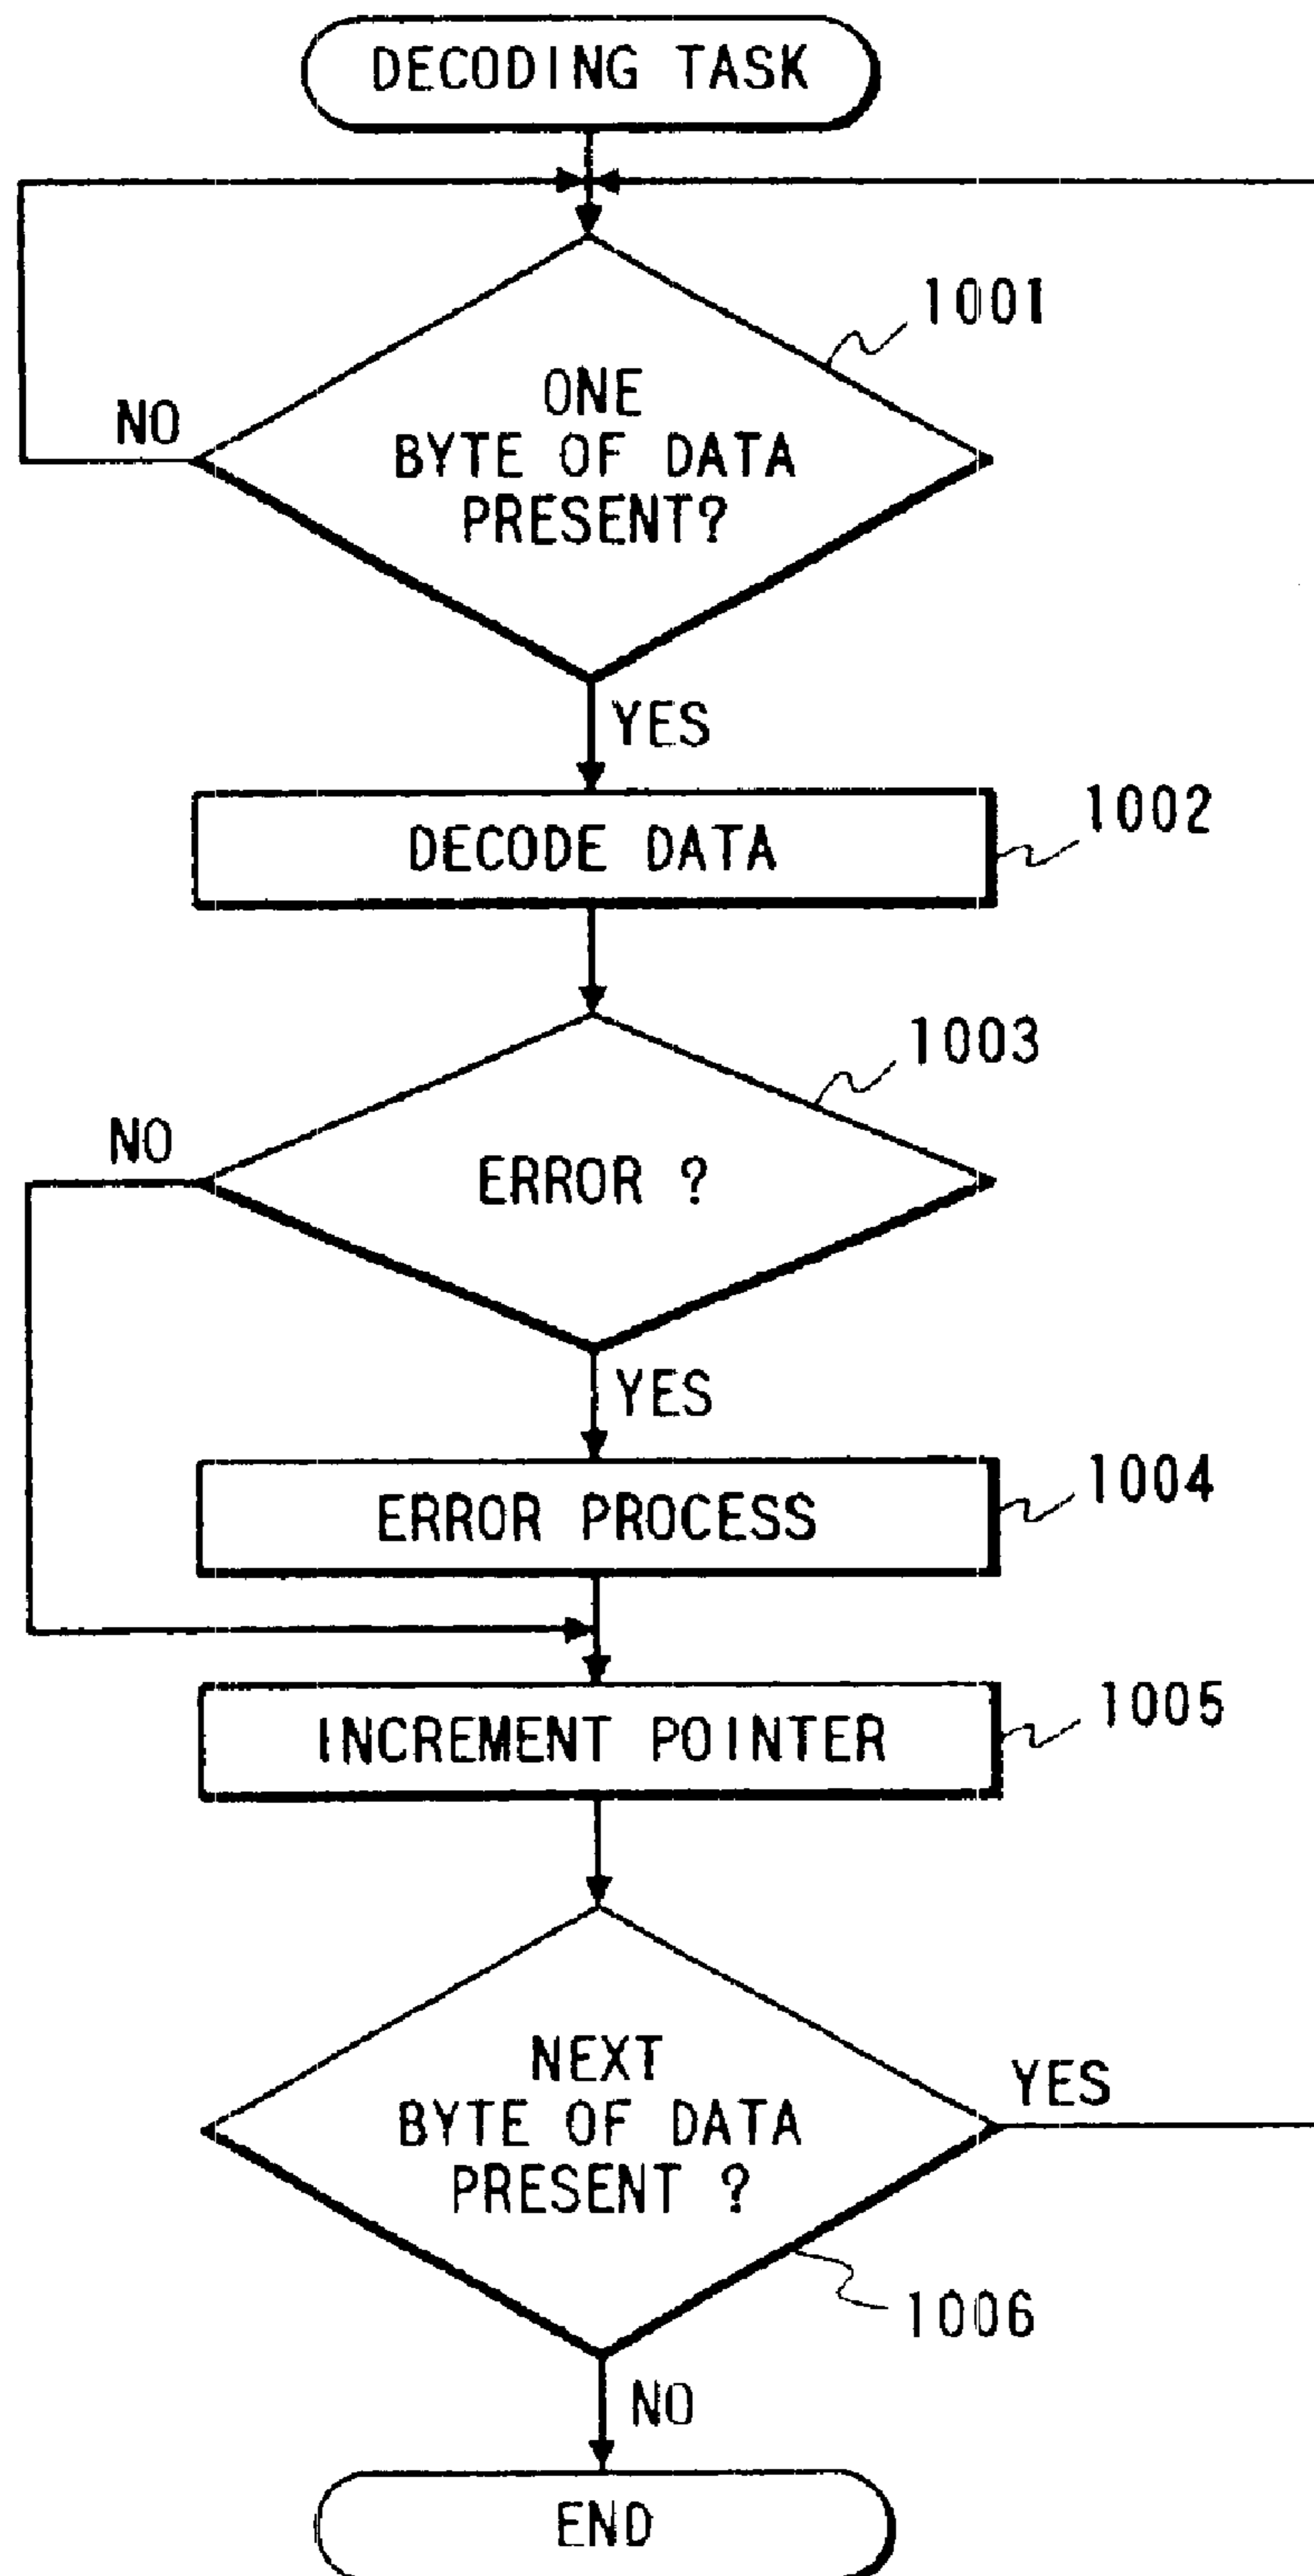 DECODING TASK
1001
ONE
BYTE OF DATA
PRESENT?
NO
YES
1002
DECODE DATA
1003
NO
ERROR ?
YES
1004
ERROR PROCESS
1005
INCREMENT POINTER
NEXT
BYTE OF DATA
PRESENT ?
YES
1006
NO
END